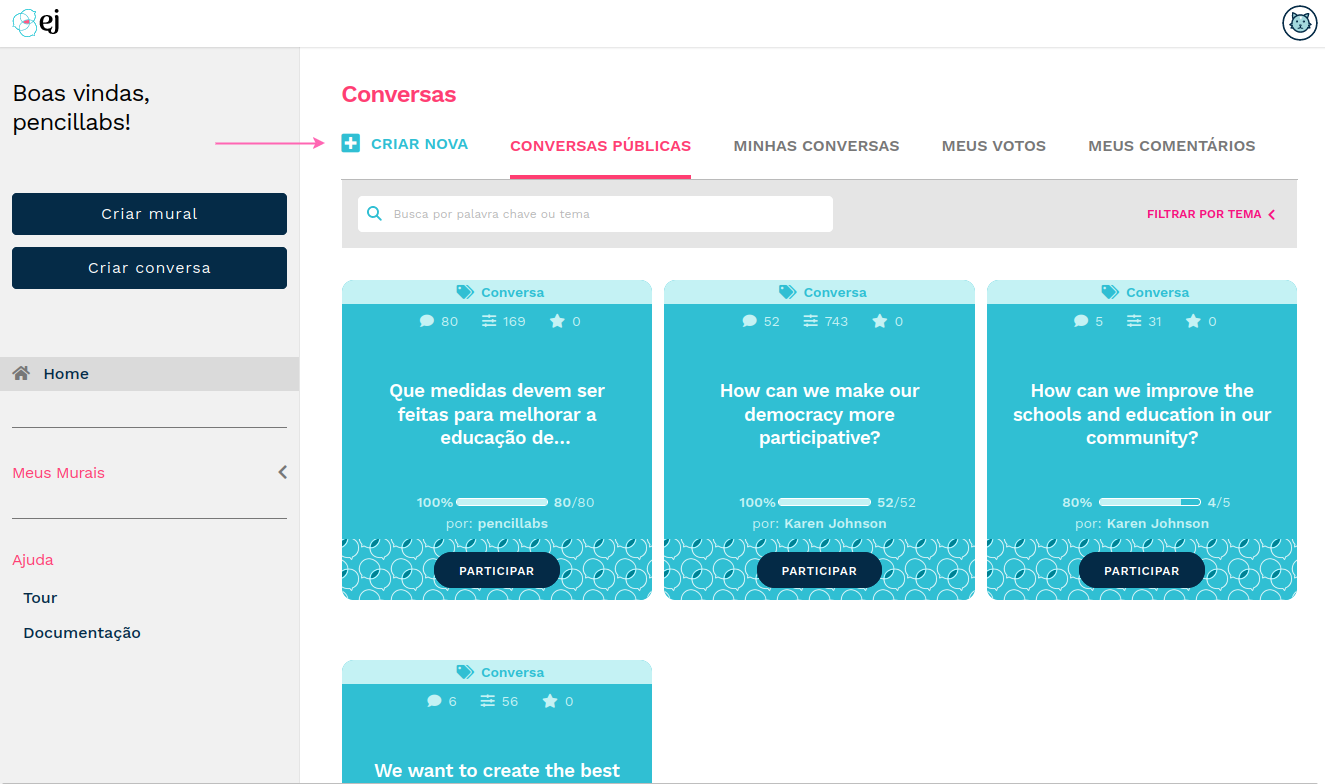 ej
Boas vindas,
pencillabs!
Criar mural
Criar conversa
Home
Meus Murais
Ajuda
Tour
Documentação
Conversas
CRIAR NOVA
CONVERSAS PÚBLICAS
MINHAS CONVERSAS
MEUS VOTOS
MEUS COMENTÁRIOS
Busca por palavra chave ou tema
FILTRAR POR TEMA
Conversa
80 169 0
Que medidas devem ser
feitas para melhorar a
educação de...
100% 80/80
por: pencillabs
PARTICIPAR
Conversa
52 743 0
How can we make our
democracy more
participative?
100% 52/52
por: Karen Johnson
PARTICIPAR
Conversa
5 31 0
How can we improve the
schools and education in our
community?
80% 4/5
por: Karen Johnson
PARTICIPAR
Conversa
6 56 0
We want to create the best